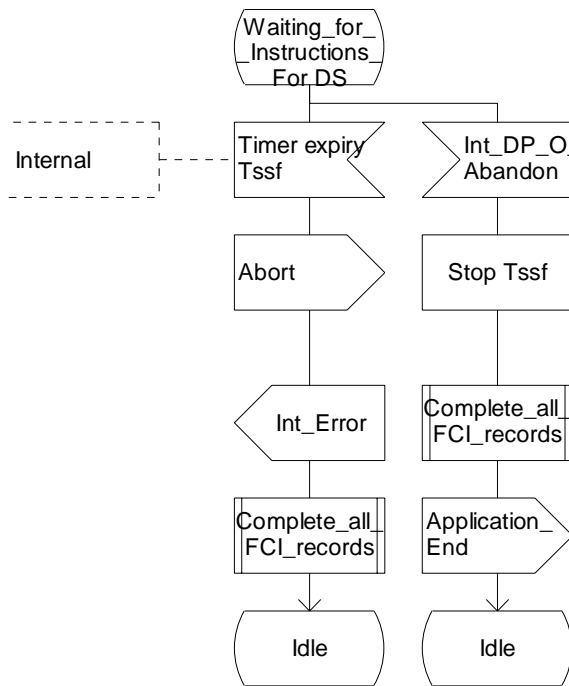 Waiting_for_
_Instructions_
For DS
Internal
Timer expiry
Tssf
Int_DP_O_
Abandon
Abort
Stop Tssf
Int_Error
Complete_all_
FCI_records
Complete_all_
FCI_records
Application_
End
Idle
Idle